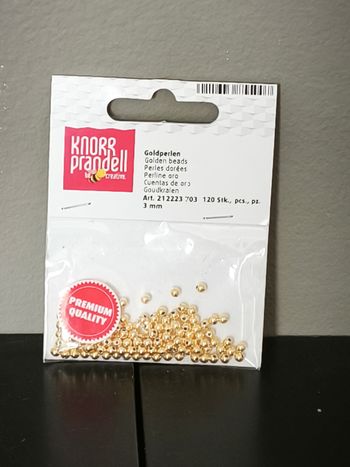 KNORR
prandell
be creative.
Goldperlen
Golden beads
Perles dorées
Perline oro
Cuentas de oro
Goudkralen
Art. 212223 703 120 Stk., pcs., pz.
3 mm
PREMIUM
QUALITY